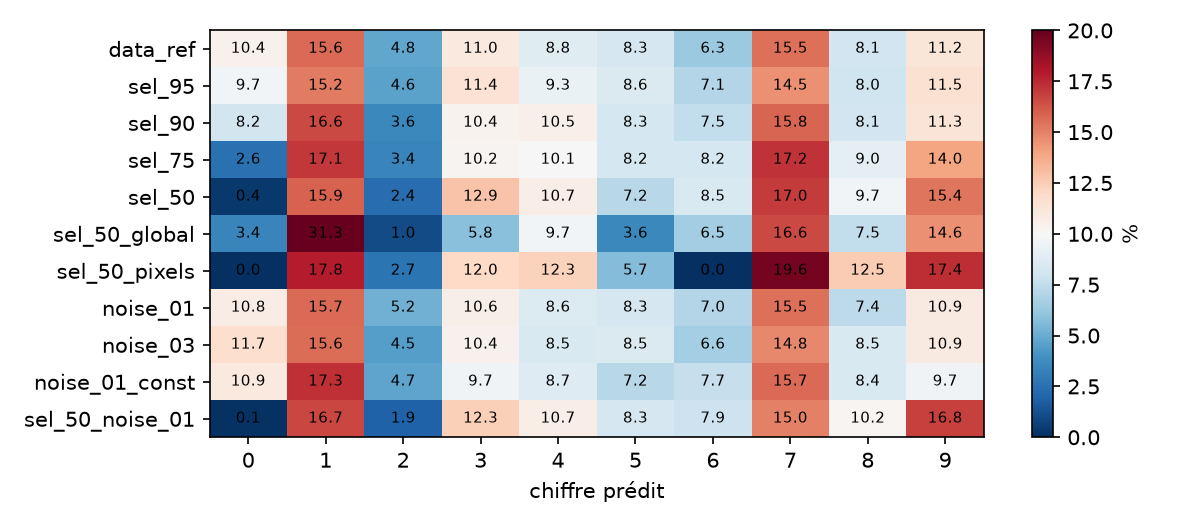 data_ref 10.4 15.6 4.8 11.0 8.8 8.3 6.3 15.5 8.1 11.2
sel_95 9.7 15.2 4.6 11.4 9.3 8.6 7.1 14.5 8.0 11.5
sel_90 8.2 16.6 3.6 10.4 10.5 8.3 7.5 15.8 8.1 11.3
sel_75 2.6 17.1 3.4 10.2 10.1 8.2 8.2 17.2 9.0 14.0
sel_50 0.4 15.9 2.4 12.9 10.7 7.2 8.5 17.0 9.7 15.4
sel_50_global 3.4 31.3 1.0 5.8 9.7 3.6 6.5 16.6 7.5 14.6
sel_50_pixels 0.0 17.8 2.7 12.0 12.3 5.7 0.0 19.6 12.5 17.4
noise_01 10.8 15.7 5.2 10.6 8.6 8.3 7.0 15.5 7.4 10.9
noise_03 11.7 15.6 4.5 10.4 8.5 8.5 6.6 14.8 8.5 10.9
noise_01_const 10.9 17.3 4.7 9.7 8.7 7.2 7.7 15.7 8.4 9.7
sel_50_noise_01 0.1 16.7 1.9 12.3 10.7 8.3 7.9 15.0 10.2 16.8
0 1 2 3 4 5 6 7 8 9
chiffre prédit
20.0
17.5
15.0
12.5
10.0
7.5
5.0
2.5
0.0
%